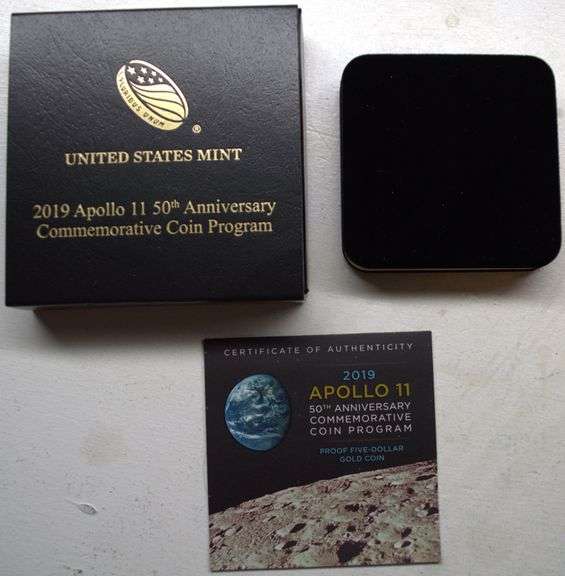 PLURIBUS UNUM
®
UNITED STATES MINT
2019 Apollo 11 50th Anniversary
Commemorative Coin Program
CERTIFICATE OF AUTHENTICITY
2019
APOLLO 11
50TH ANNIVERSARY
COMMEMORATIVE
COIN PROGRAM
PROOF FIVE-DOLLAR
GOLD COIN